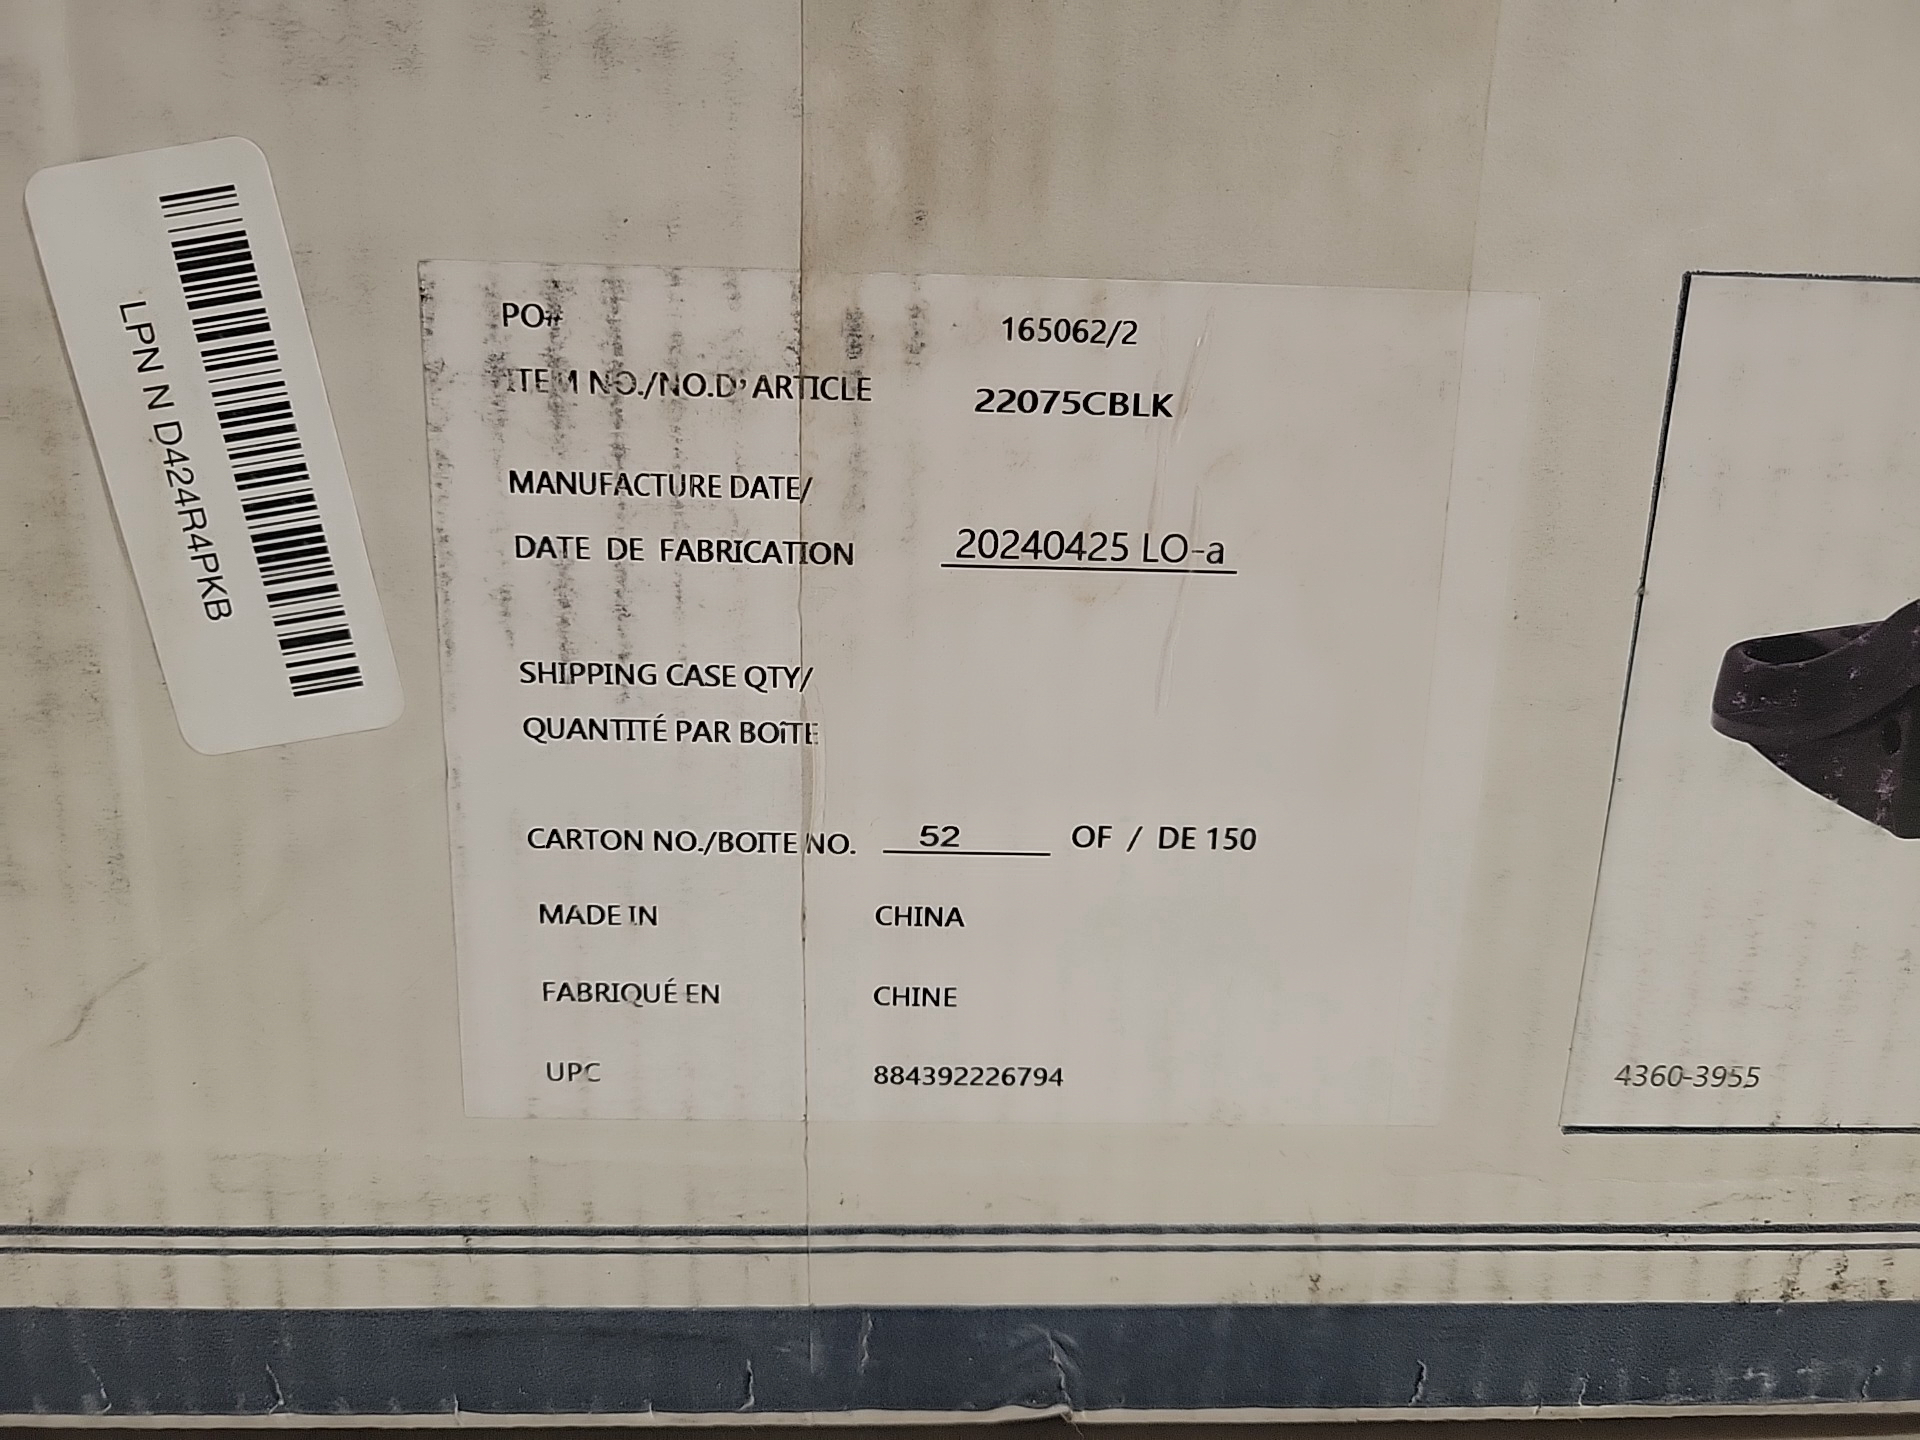 LPN N D424R4PKB
PO# 165062/2
ITEM NO./NO.D'ARTICLE 22075CBLK
MANUFACTURE DATE/
DATE DE FABRICATION 20240425 LO-a
SHIPPING CASE QTY/
QUANTITÉ PAR BOîTE
CARTON NO./BOITE NO. 52 OF / DE 150
MADE IN CHINA
FABRIQUÉ EN CHINE
UPC 884392226794
4360-3955